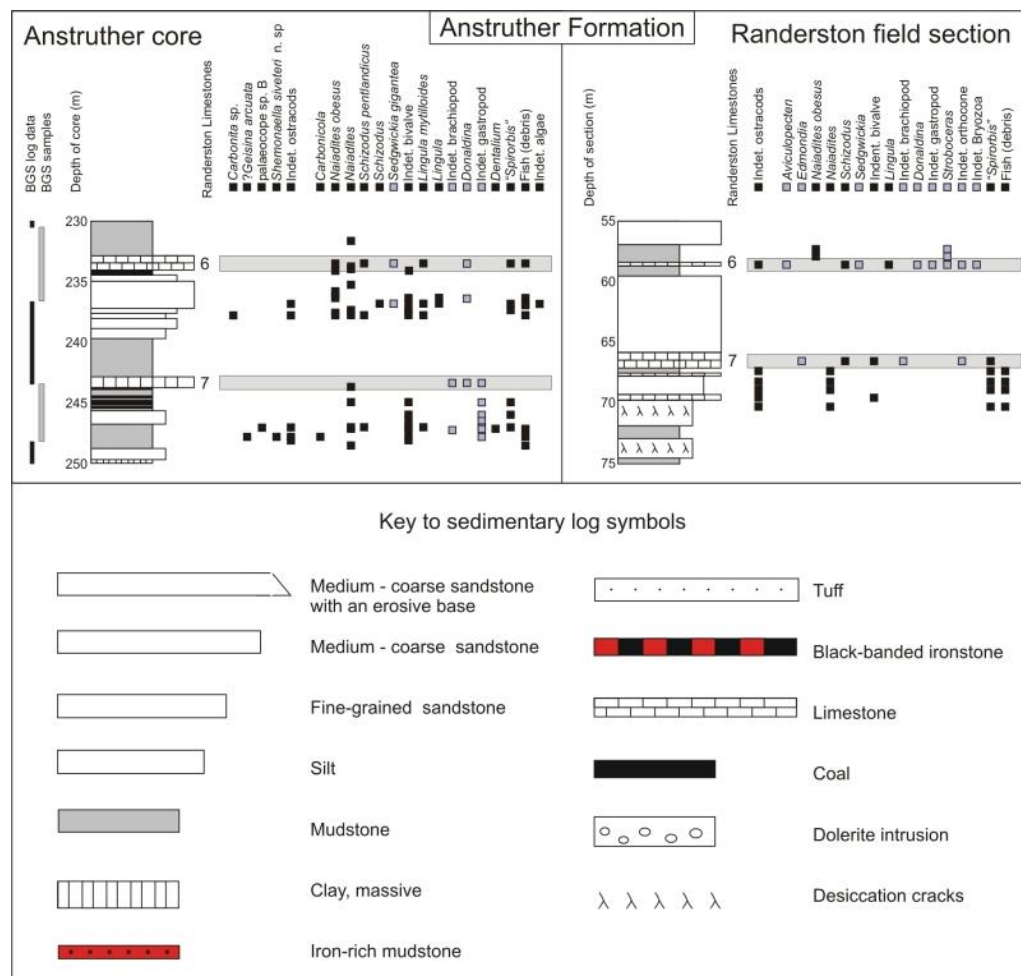 Anstruther core
Anstruther Formation
Randerston field section
BGS log data
BGS samples
Depth of core (m)
Randerston Limestones
Carbonita sp.
?Geisina arcuata
palaeocope sp. B
Shemonaella siveteri n. sp
Indet. ostracods
Carbonicola
Naiadites obesus
Naiadites
Schizodus pentlandicus
Schizodus
Sedgwickia gigantea
Indet. bivalve
Lingula mytilloides
Lingula
Indet. brachiopod
Donaldina
Indet. gastropod
Dentalium
"Spirorbis"
Fish (debris)
Indet. algae
230
235
240
245
250
6
7
Depth of section (m)
Randerston Limestones
Indet. ostracods
Aviculopecten
Edmondia
Naiadites obesus
Naiadites
Schizodus
Sedgwickia
Indent. bivalve
Lingula
Indet. brachiopod
Donaldina
Indet. gastropod
Stroboceras
Indet. orthocone
Indet. Bryozoa
"Spirorbis"
Fish (debris)
55
60
65
70
75
6
7
Key to sedimentary log symbols
Medium - coarse sandstone
with an erosive base
Medium - coarse sandstone
Fine-grained sandstone
Silt
Mudstone
Clay, massive
Iron-rich mudstone
Tuff
Black-banded ironstone
Limestone
Coal
Dolerite intrusion
Desiccation cracks